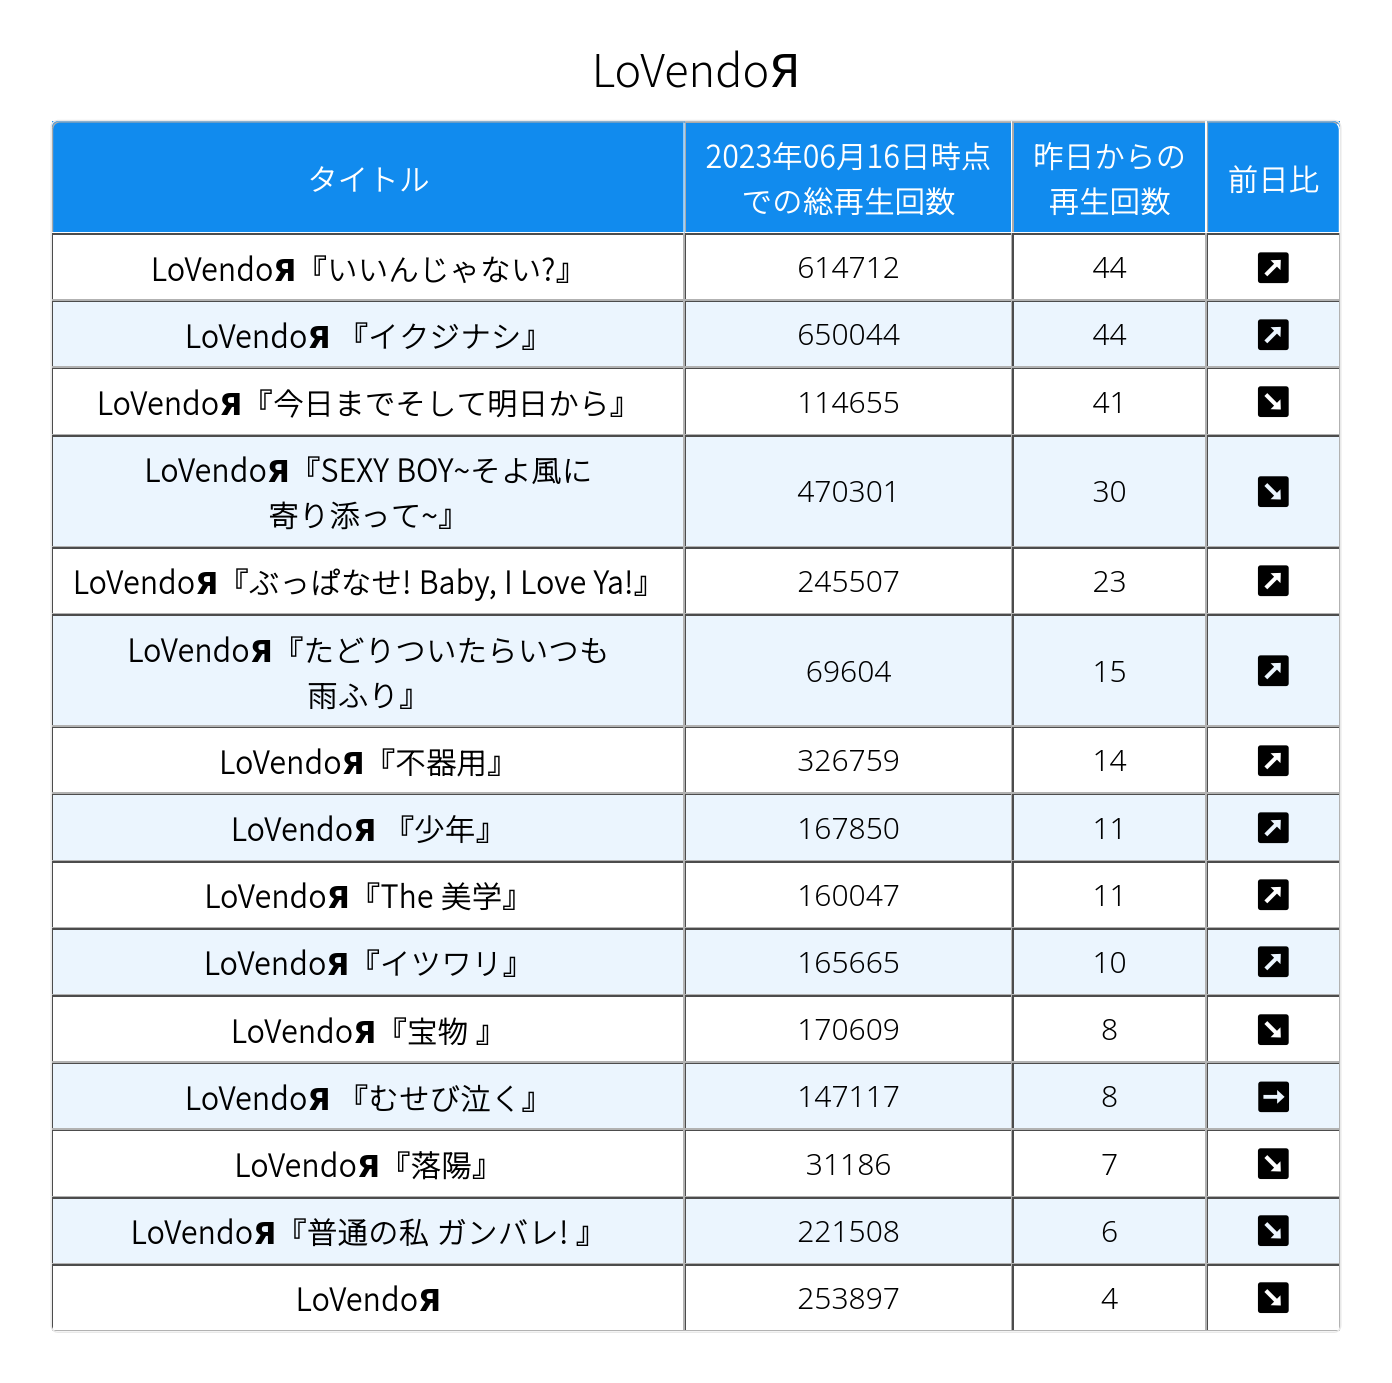 LoVendoЯ
タイトル
2023年06月16日時点
での総再生回数
昨日からの
再生回数
前日比
LoVendoЯ『いいんじゃない?』 614712 44 ↗
LoVendoЯ 『イクジナシ』 650044 44 ↗
LoVendoЯ『今日までそして明日から』 114655 41 ↘
LoVendoЯ『SEXY BOY~そよ風に
寄り添って~』 470301 30 ↘
LoVendoЯ『ぶっぱなせ! Baby, I Love Ya!』 245507 23 ↗
LoVendoЯ『たどりついたらいつも
雨ふり』 69604 15 ↗
LoVendoЯ『不器用』 326759 14 ↗
LoVendoЯ 『少年』 167850 11 ↗
LoVendoЯ『The 美学』 160047 11 ↗
LoVendoЯ『イツワリ』 165665 10 ↗
LoVendoЯ『宝物 』 170609 8 ↘
LoVendoЯ 『むせび泣く』 147117 8 →
LoVendoЯ『落陽』 31186 7 ↘
LoVendoЯ『普通の私 ガンバレ! 』 221508 6 ↘
LoVendoЯ 253897 4 ↘